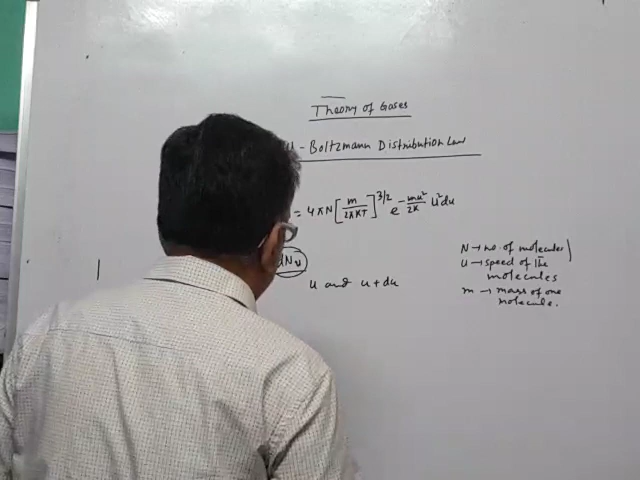 Theory of Gases
- Boltzmann Distribution Law
= 4πN [m/2πKT]^3/2 e^-mu²/2K u²du
dNu
u and u + du
N → no. of molecules
u → speed of the
molecules
m → mass of one
molecule.